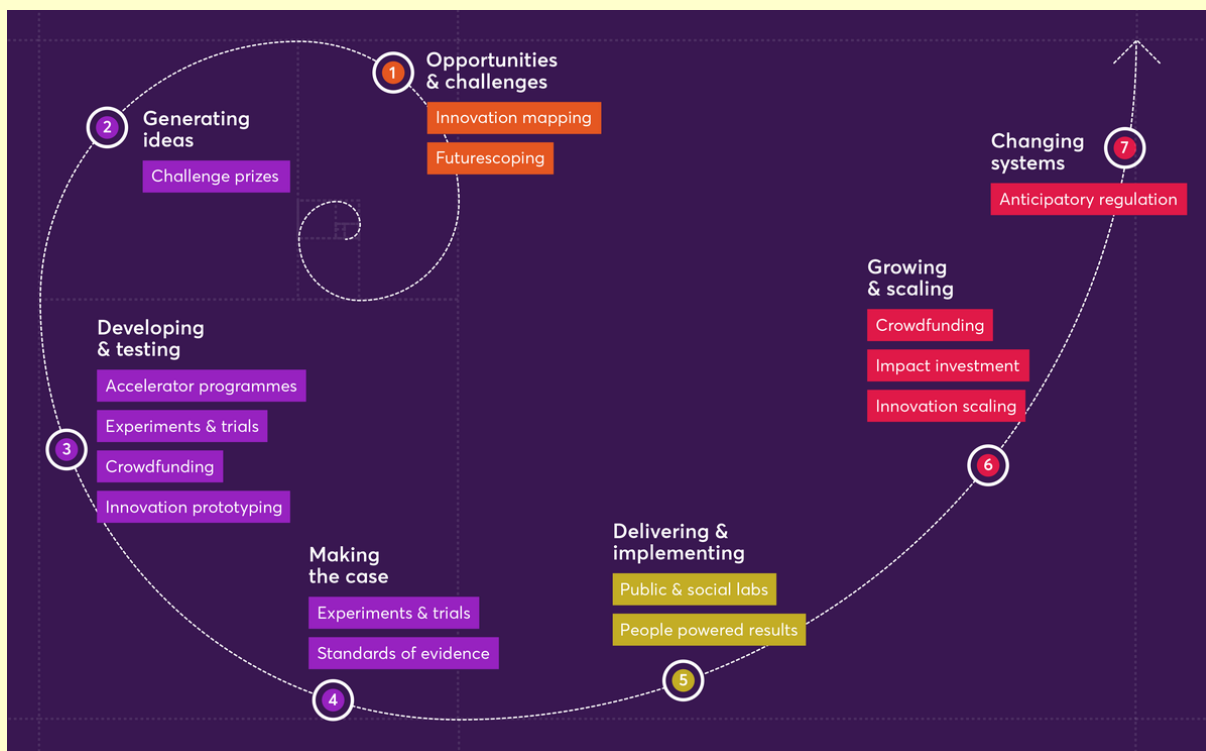 1
Opportunities
& challenges
Innovation mapping
Futurescoping
2
Generating
ideas
Challenge prizes
3
Developing
& testing
Accelerator programmes
Experiments & trials
Crowdfunding
Innovation prototyping
4
Making
the case
Experiments & trials
Standards of evidence
5
Delivering &
implementing
Public & social labs
People powered results
6
Growing
& scaling
Crowdfunding
Impact investment
Innovation scaling
7
Changing
systems
Anticipatory regulation